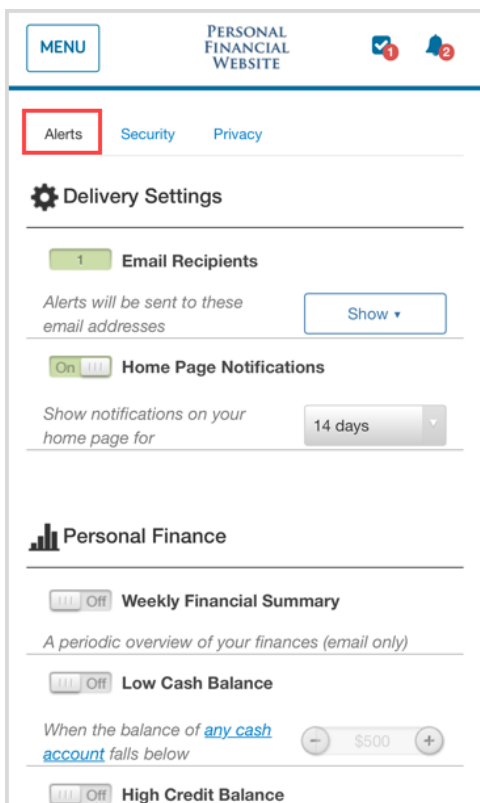 MENU
PERSONAL
FINANCIAL
WEBSITE
1
2
Alerts Security Privacy
Delivery Settings
1 Email Recipients
Alerts will be sent to these
email addresses
Show ▾
On Home Page Notifications
Show notifications on your
home page for
14 days
Personal Finance
Off Weekly Financial Summary
A periodic overview of your finances (email only)
Off Low Cash Balance
When the balance of any cash
account falls below
$500
Off High Credit Balance